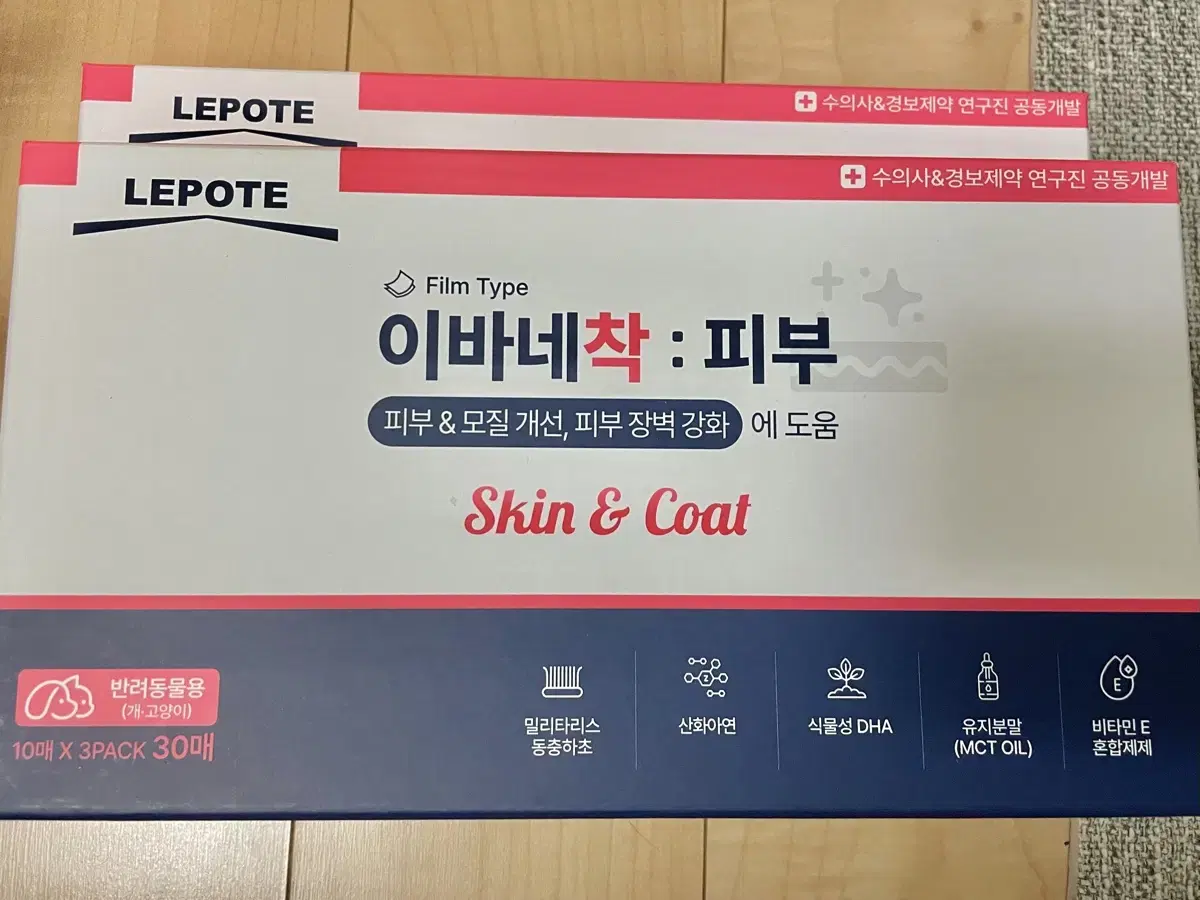 LEPOTE
수의사&경보제약 연구진 공동개발
LEPOTE
수의사&경보제약 연구진 공동개발
Film Type
이바네착 : 피부
피부 & 모질 개선, 피부 장벽 강화 에 도움
Skin & Coat
반려동물용
(개·고양이)
10매 X 3PACK 30매
밀리타리스
동충하초
Z
산화아연
식물성 DHA
유지분말
(MCT OIL)
E
비타민 E
혼합제제